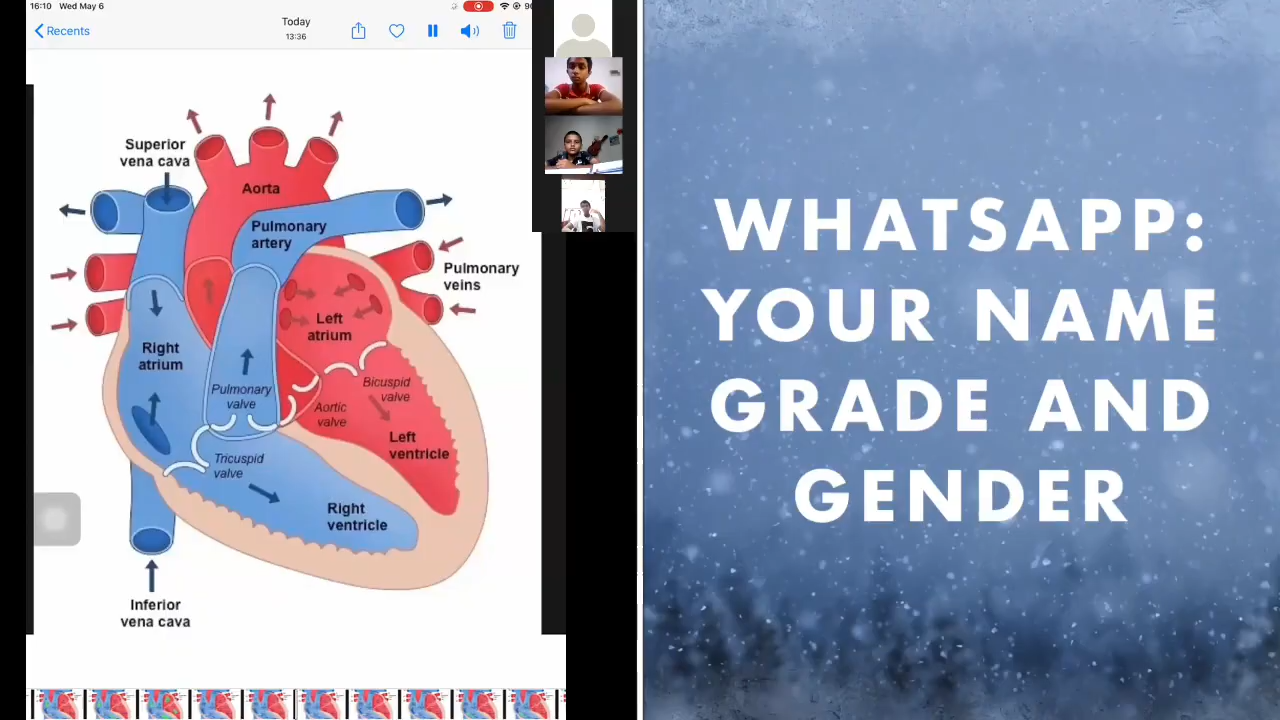 16:10 Wed May 6
Recents
Today
13:36
Superior
vena cava
Aorta
Pulmonary
artery
Pulmonary
veins
Left
atrium
Right
atrium
Pulmonary
valve
Bicuspid
valve
Aortic
valve
Left
ventricle
Tricuspid
valve
Right
ventricle
Inferior
vena cava
WHATSAPP:
YOUR NAME
GRADE AND
GENDER